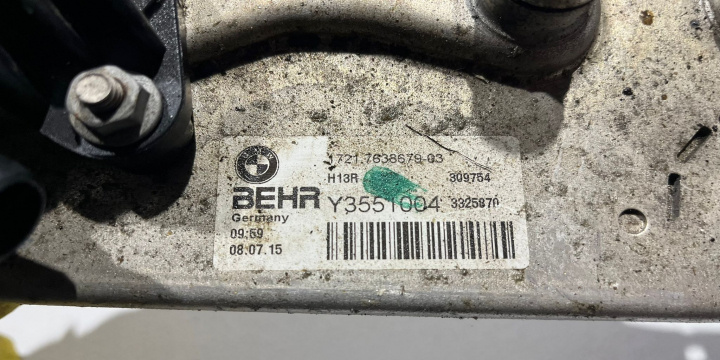 1721 7638679-03
H13R 309754
BEHR Y3551004 3325870
Germany
09:59
08.07.15